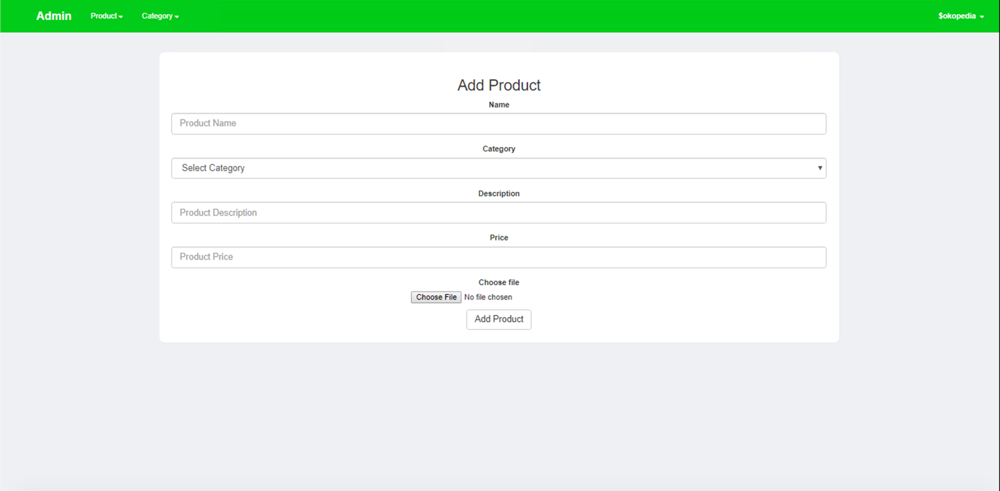 Admin Product Category $okopedia
Add Product
Name
Product Name
Category
Select Category
Description
Product Description
Price
Product Price
Choose file
Choose File No file chosen
Add Product